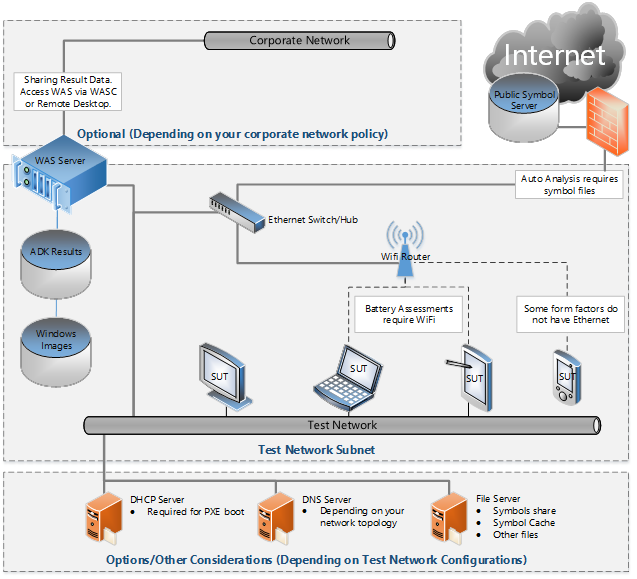 Corporate Network
Internet
Sharing Result Data.
Access WAS via WASC
or Remote Desktop.
Public Symbol
Server
Optional (Depending on your corporate network policy)
WAS Server
Auto Analysis requires
symbol files
Ethernet Switch/Hub
ADK Results
Wifi Router
Battery Assessments
require WiFi
Some form factors do
not have Ethernet
Windows
Images
SUT
SUT
SUT
SUT
Test Network
Test Network Subnet
DHCP Server
• Required for PXE boot
DNS Server
• Depending on your
network topology
File Server
• Symbols share
• Symbol Cache
• Other files
Options/Other Considerations (Depending on Test Network Configurations)